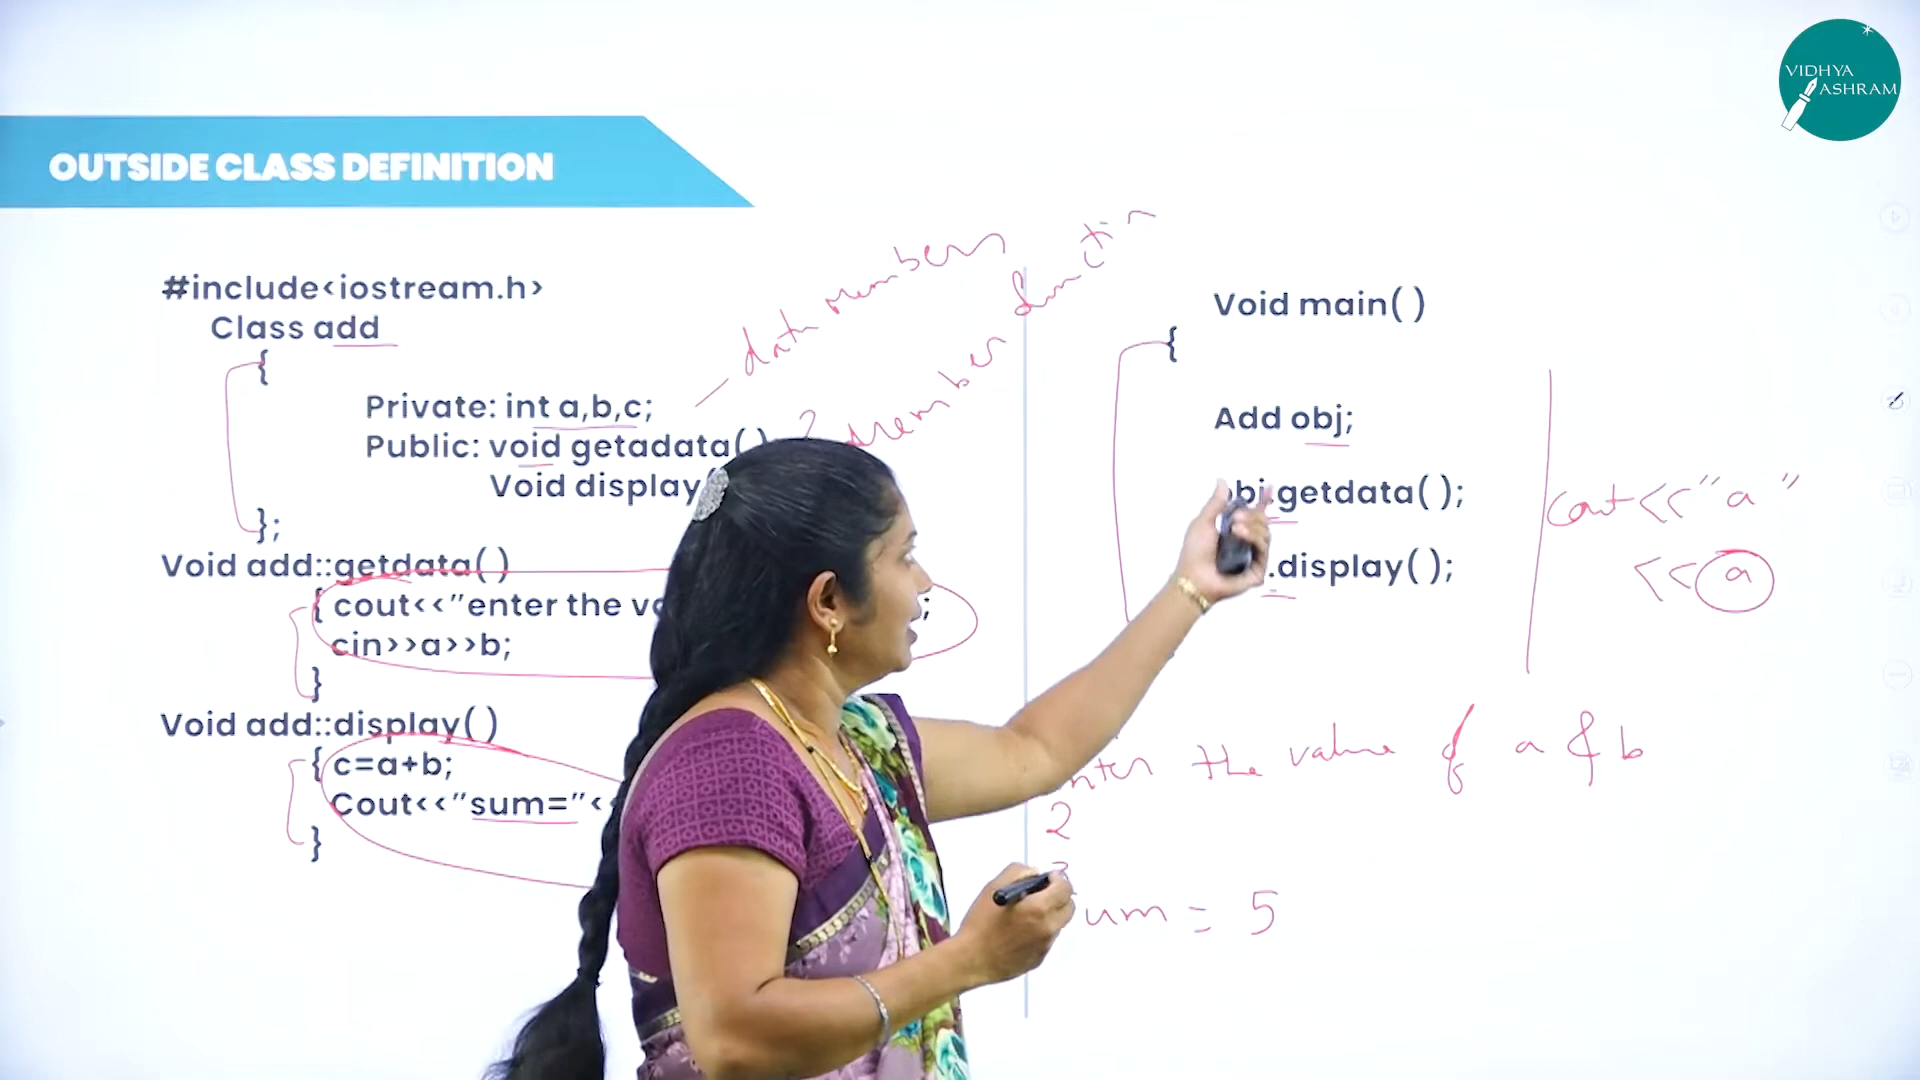 VIDHYA
ASHRAM
OUTSIDE CLASS DEFINITION
#include<iostream.h>
Class add
{
Private: int a,b,c;
Public: void getadata()
Void display
};
Void add::getdata()
{ cout<<"enter the
;
cin>>a>>b;
}
Void add::display()
{ c=a+b;
Cout<<"sum="<
}
data members
member function
Void main()
{
Add obj;
obj.getdata();
.display();
cout<<"a"
<<a
the value of a & b
2
um = 5